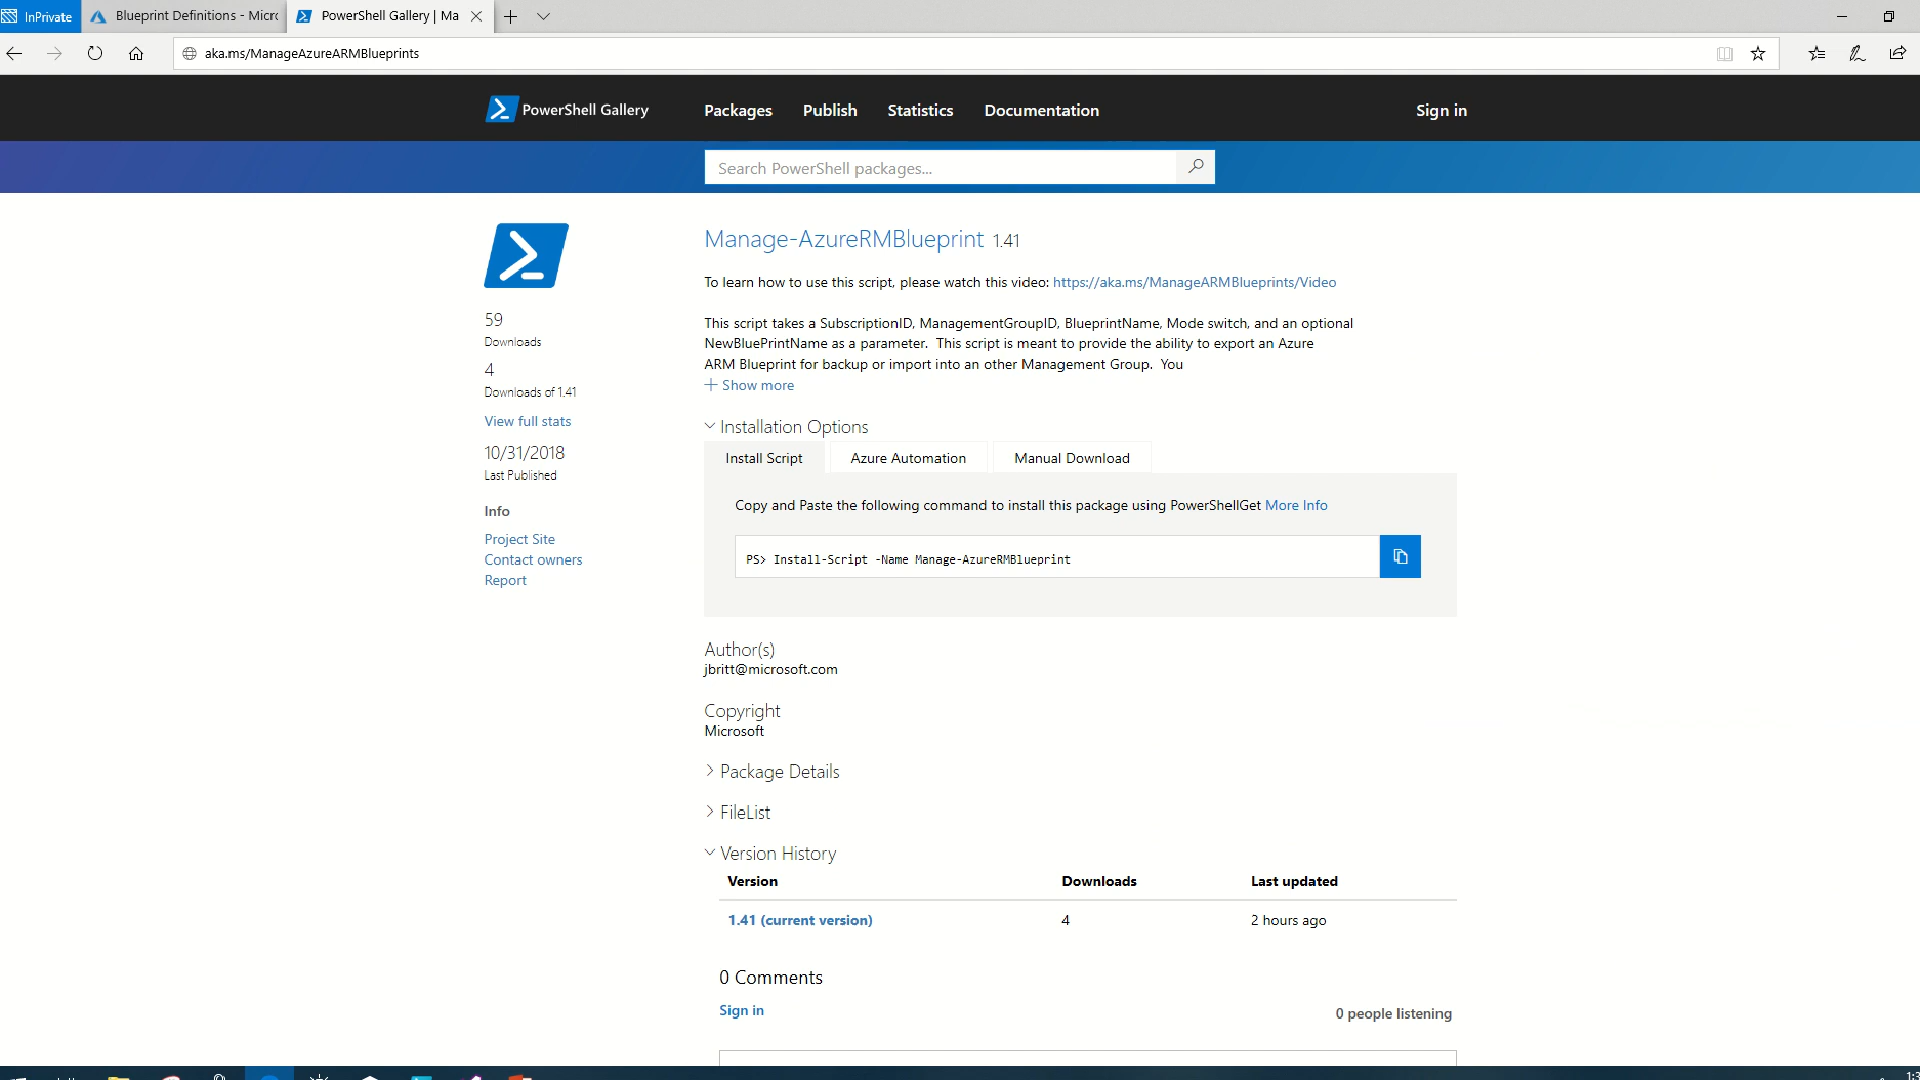 InPrivate
Blueprint Definitions - Micro
PowerShell Gallery | Ma
aka.ms/ManageAzureARMBlueprints
PowerShell Gallery
Packages
Publish
Statistics
Documentation
Sign in
Search PowerShell packages...
59
Downloads
4
Downloads of 1.41
View full stats
10/31/2018
Last Published
Info
Project Site
Contact owners
Report
Manage-AzureRMBlueprint 1.41
To learn how to use this script, please watch this video: https://aka.ms/ManageARMBlueprints/Video
This script takes a SubscriptionID, ManagementGroupID, BlueprintName, Mode switch, and an optional
NewBluePrintName as a parameter. This script is meant to provide the ability to export an Azure
ARM Blueprint for backup or import into an other Management Group. You
Show more
Installation Options
Install Script
Azure Automation
Manual Download
Copy and Paste the following command to install this package using PowerShellGet More Info
PS> Install-Script -Name Manage-AzureRMBlueprint
Author(s)
jbritt@microsoft.com
Copyright
Microsoft
Package Details
FileList
Version History
Version Downloads Last updated
1.41 (current version) 4 2 hours ago
0 Comments
Sign in
0 people listening